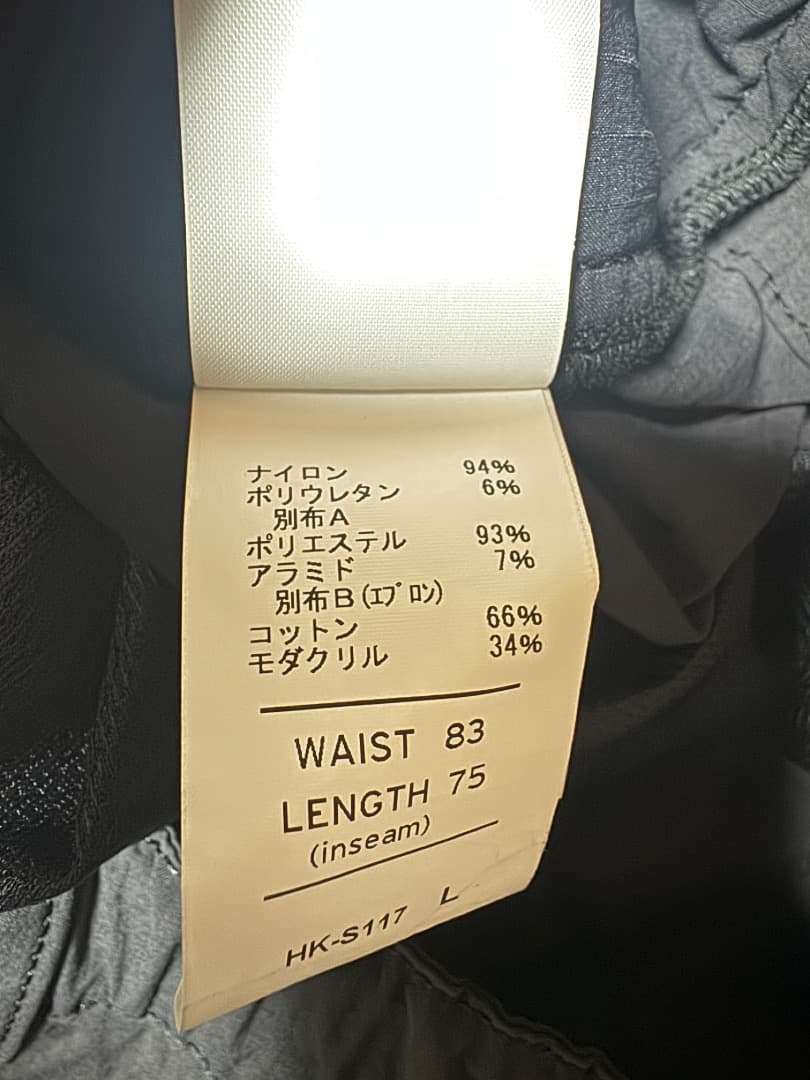 ナイロン 94%
ポリウレタン 6%
別布A
ポリエステル 93%
アラミド 7%
別布B(ｴﾌﾟﾛﾝ)
コットン 66%
モダクリル 34%
WAIST 83
LENGTH 75
(inseam)
HK-S117 L